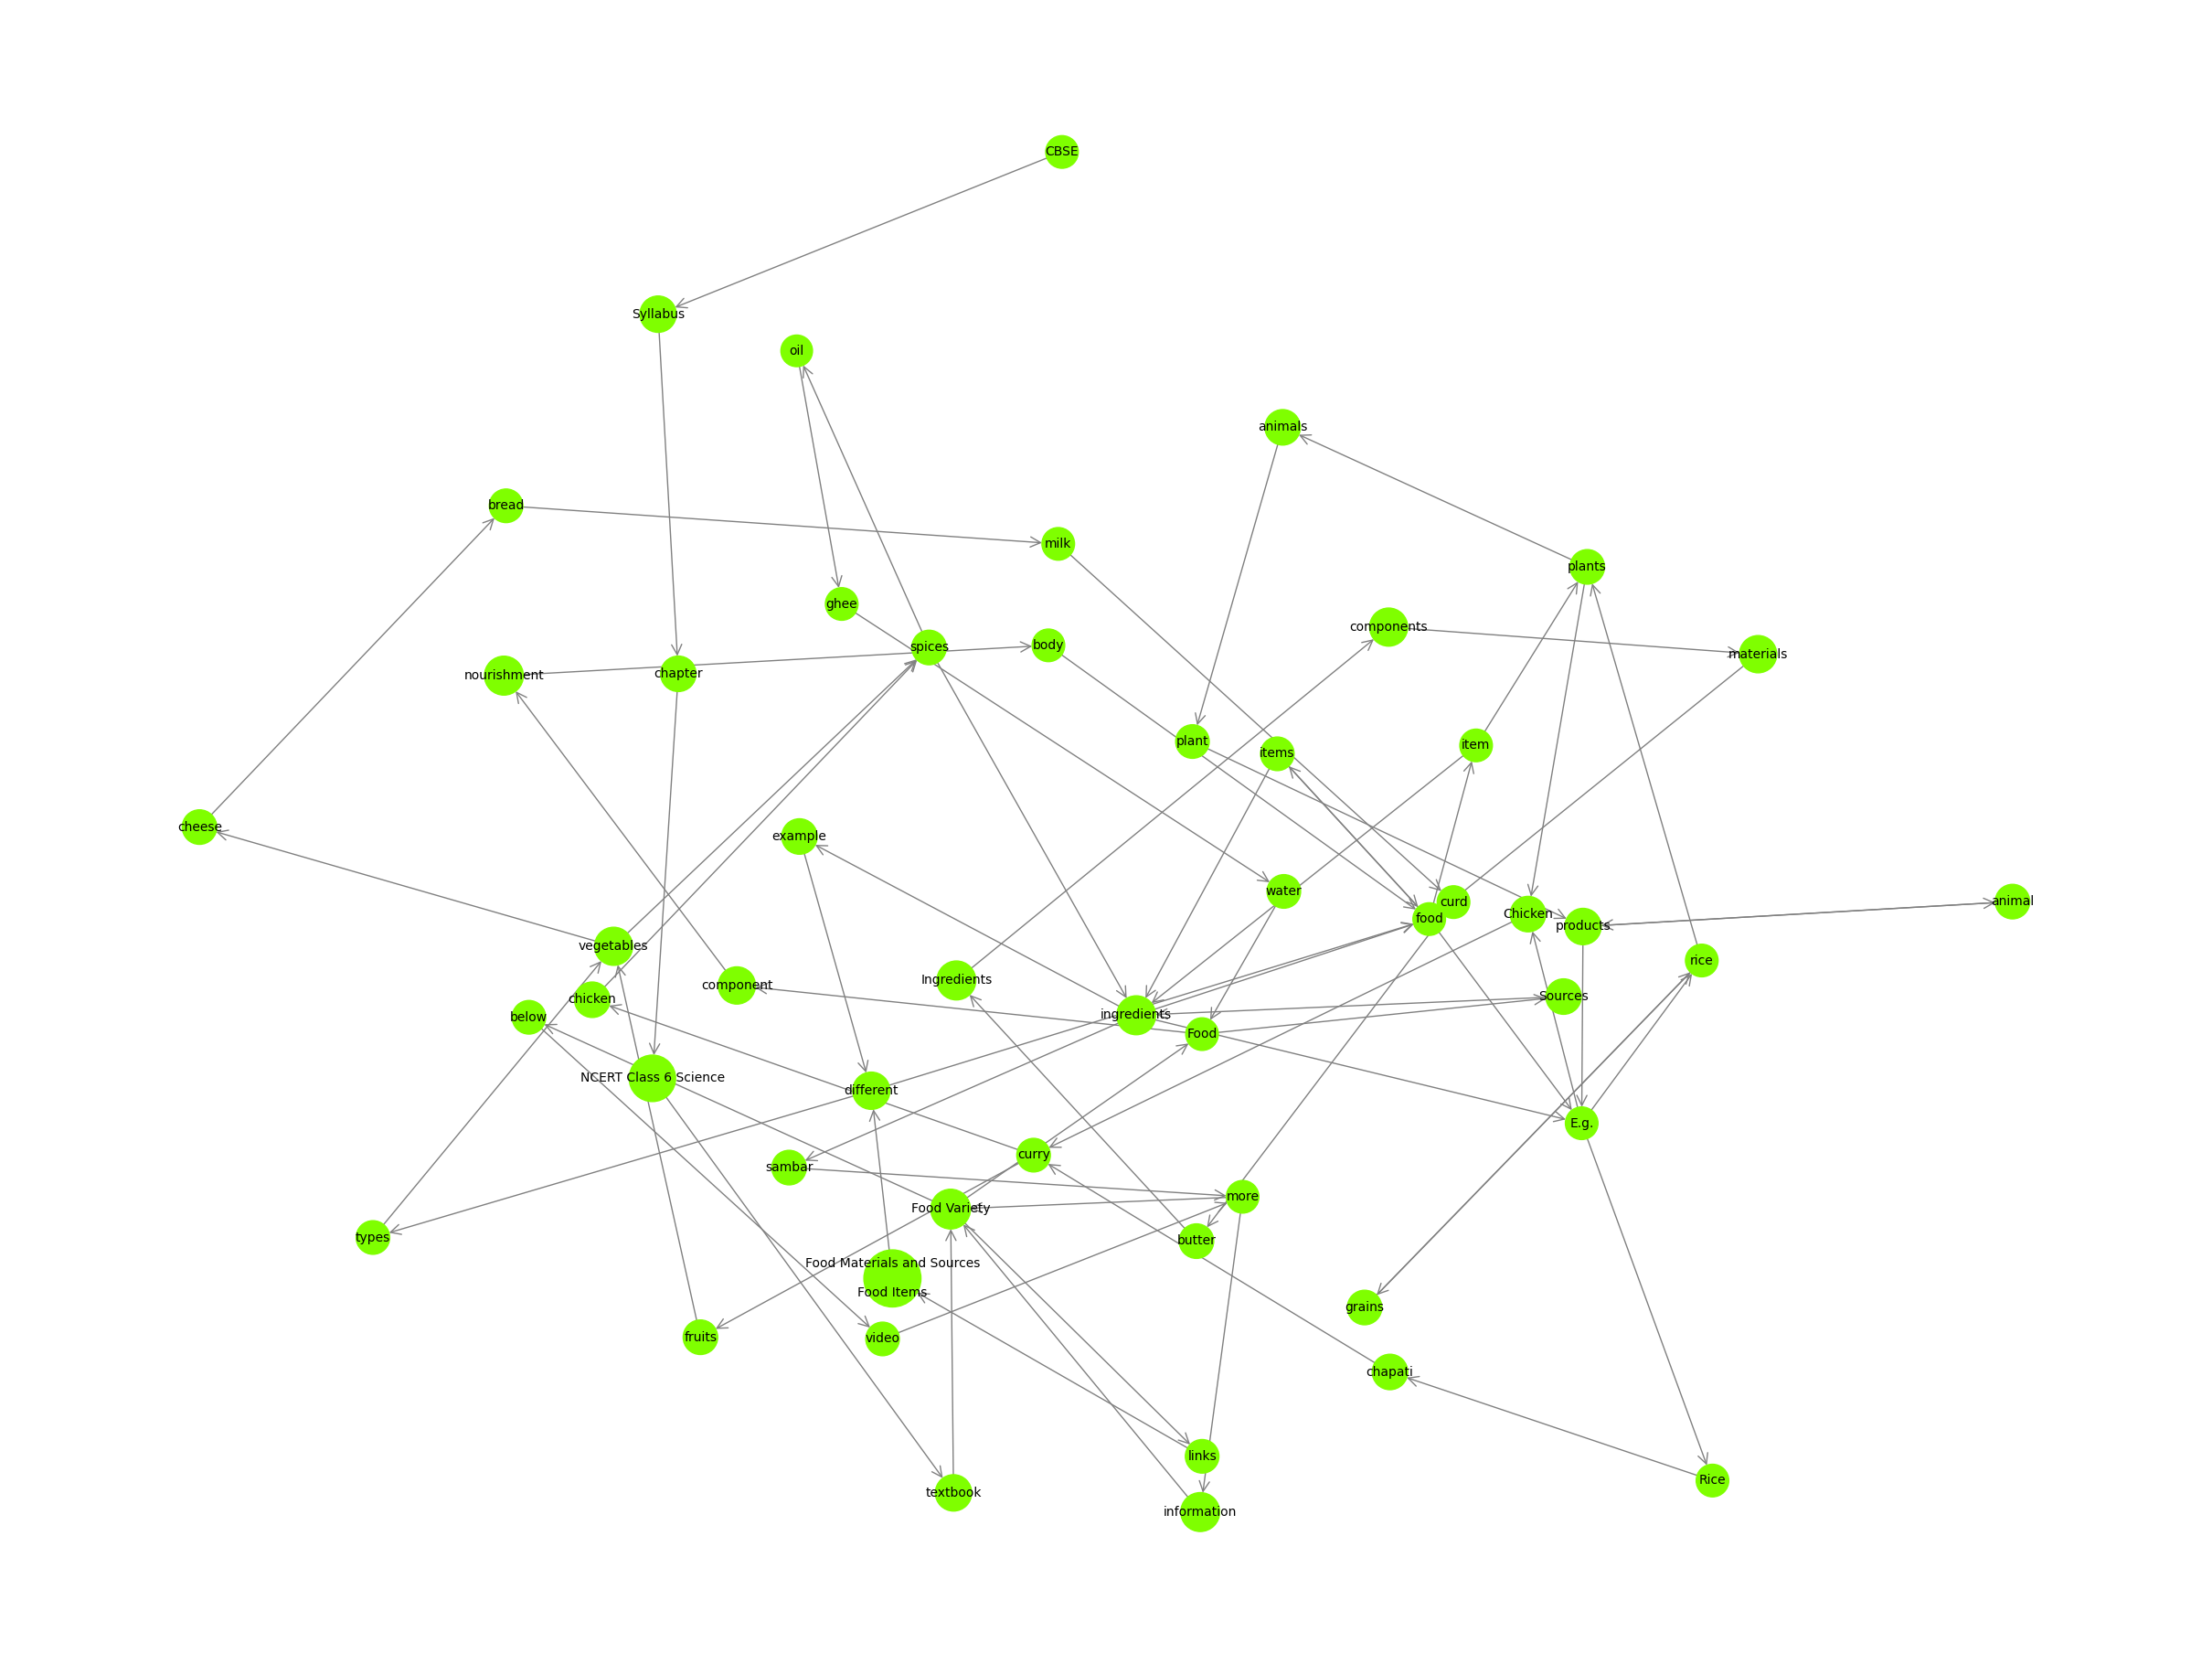 CBSE
Syllabus
oil
animals
bread
milk
plants
ghee
components
spices
body
materials
nourishment
chapter
plant
items
item
cheese
example
water
curd
animal
Chicken
food
products
vegetables
rice
Ingredients
component
Sources
chicken
below
ingredients
Food
NCERT Class 6 Science
different
E.g.
curry
sambar
more
Food Variety
types
butter
Food Materials and Sources
Food Items
grains
fruits
video
chapati
links
Rice
textbook
information